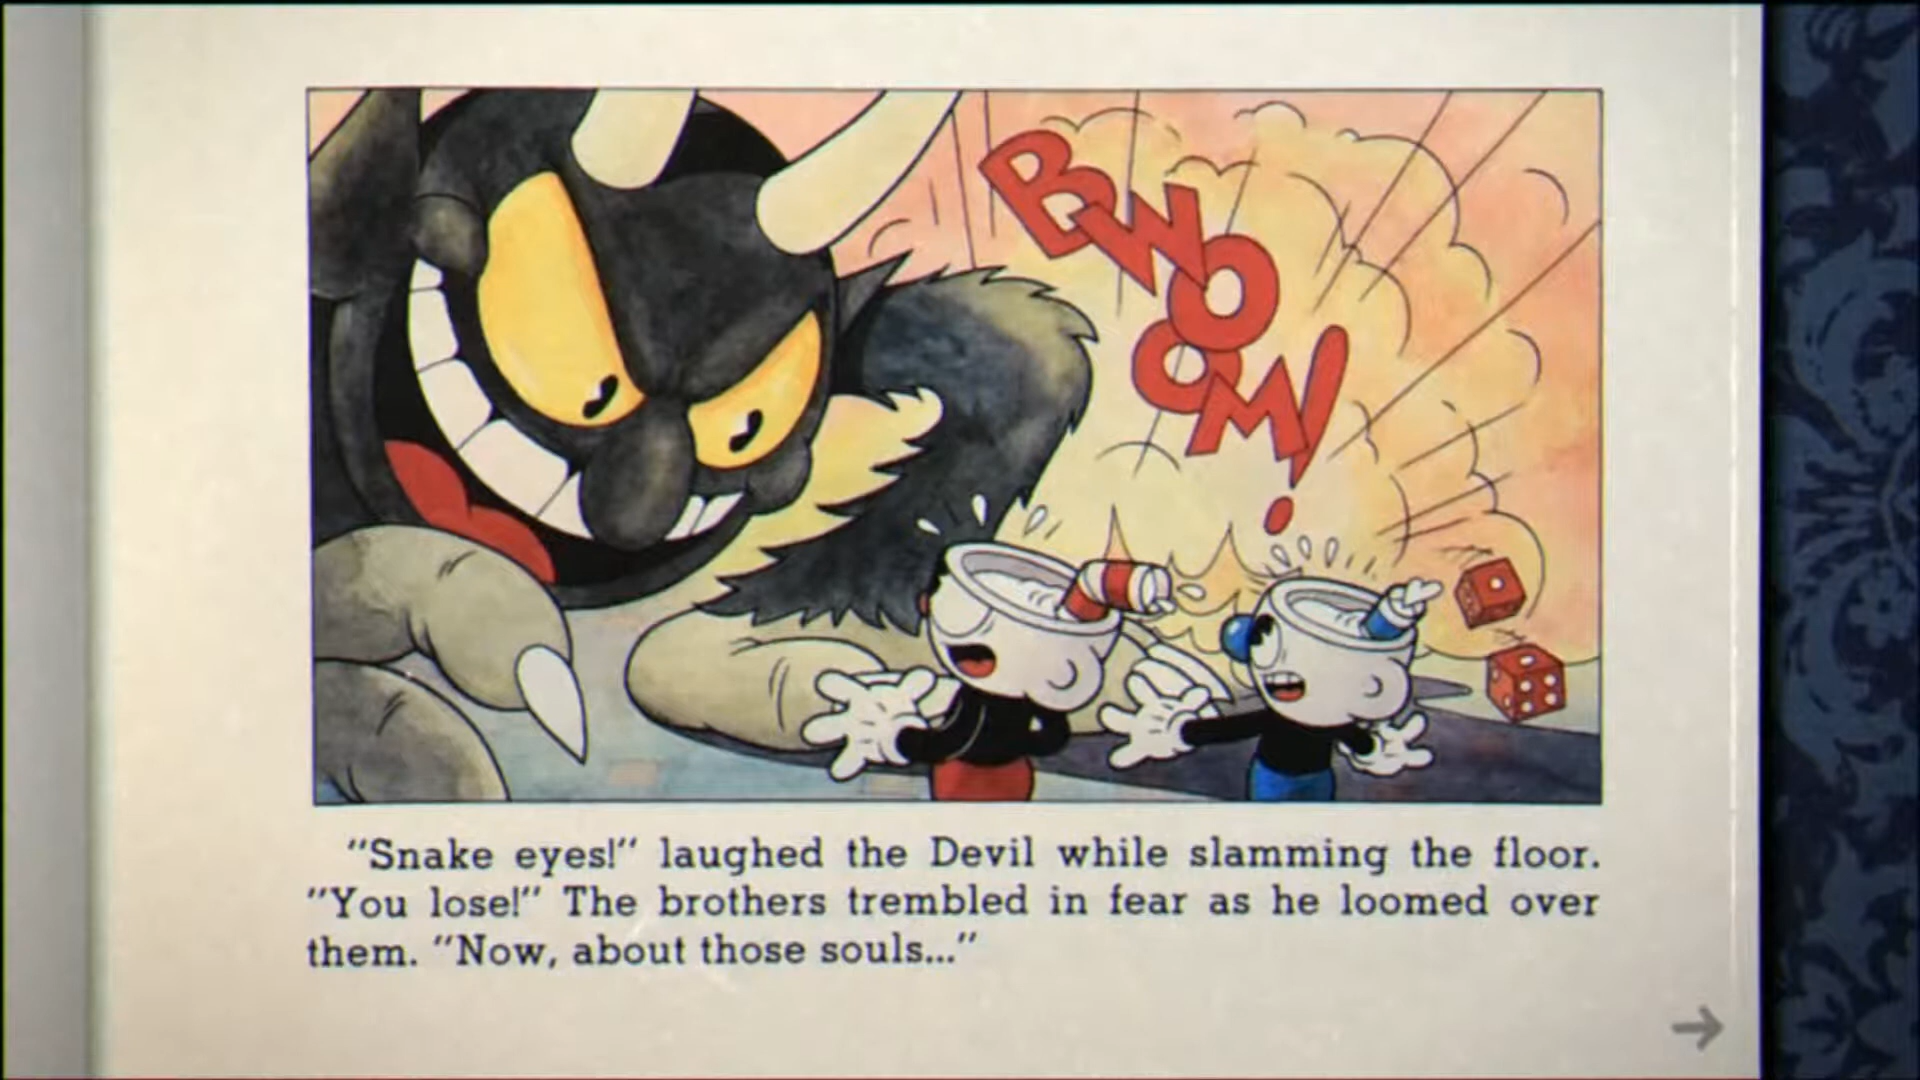 BWOOM!
"Snake eyes!" laughed the Devil while slamming the floor.
"You lose!" The brothers trembled in fear as he loomed over
them. "Now, about those souls..."